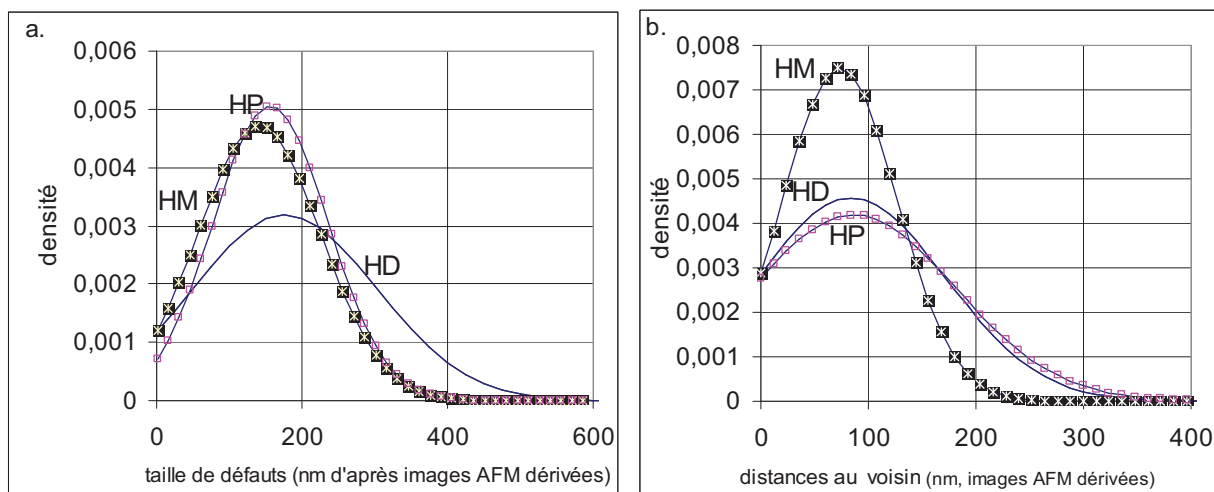 a.
0,006
0,005
0,004
0,003
0,002
0,001
0
HP
HM
HD
densité
0 200 400 600
taille de défauts (nm d'après images AFM dérivées)
b.
0,008
0,007
0,006
0,005
0,004
0,003
0,002
0,001
0
HM
HD
HP
densité
0 100 200 300 400
distances au voisin (nm, images AFM dérivées)